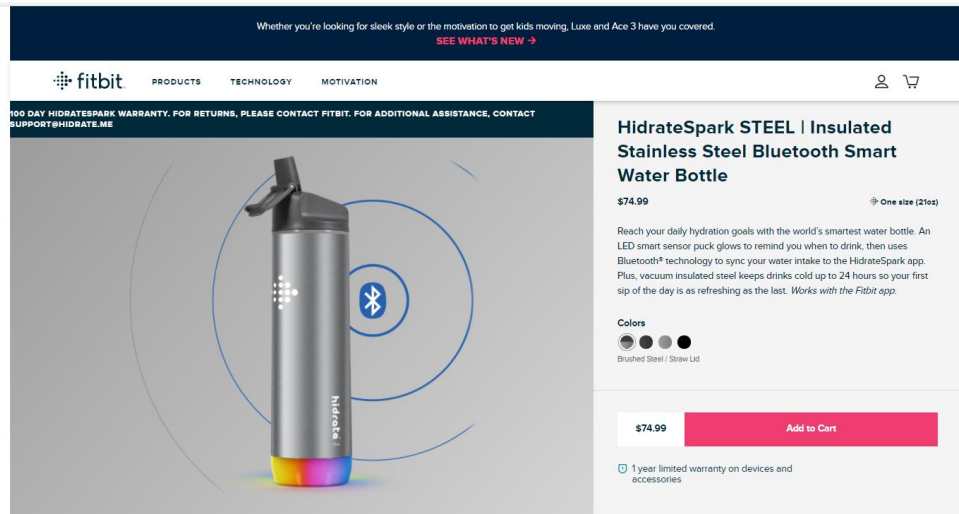 Whether you're looking for sleek style or the motivation to get kids moving, Luxe and Ace 3 have you covered.
SEE WHAT'S NEW →
fitbit
PRODUCTS TECHNOLOGY MOTIVATION
100 DAY HIDRATESPARK WARRANTY. FOR RETURNS, PLEASE CONTACT FITBIT. FOR ADDITIONAL ASSISTANCE, CONTACT
SUPPORT@HIDRATE.ME
hidrate
HidrateSpark STEEL | Insulated
Stainless Steel Bluetooth Smart
Water Bottle
$74.99 One size (21oz)
Reach your daily hydration goals with the world's smartest water bottle. An
LED smart sensor puck glows to remind you when to drink, then uses
Bluetooth® technology to sync your water intake to the HidrateSpark app.
Plus, vacuum insulated steel keeps drinks cold up to 24 hours so your first
sip of the day is as refreshing as the last. Works with the Fitbit app.
Colors
Brushed Steel / Straw Lid
$74.99 Add to Cart
1 year limited warranty on devices and
accessories